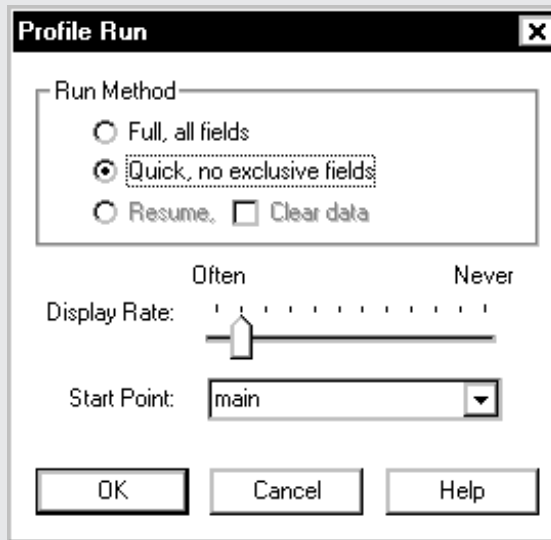 Profile Run
Run Method
Full, all fields
Quick, no exclusive fields
Resume, Clear data
Often Never
Display Rate:
Start Point: main
OK Cancel Help